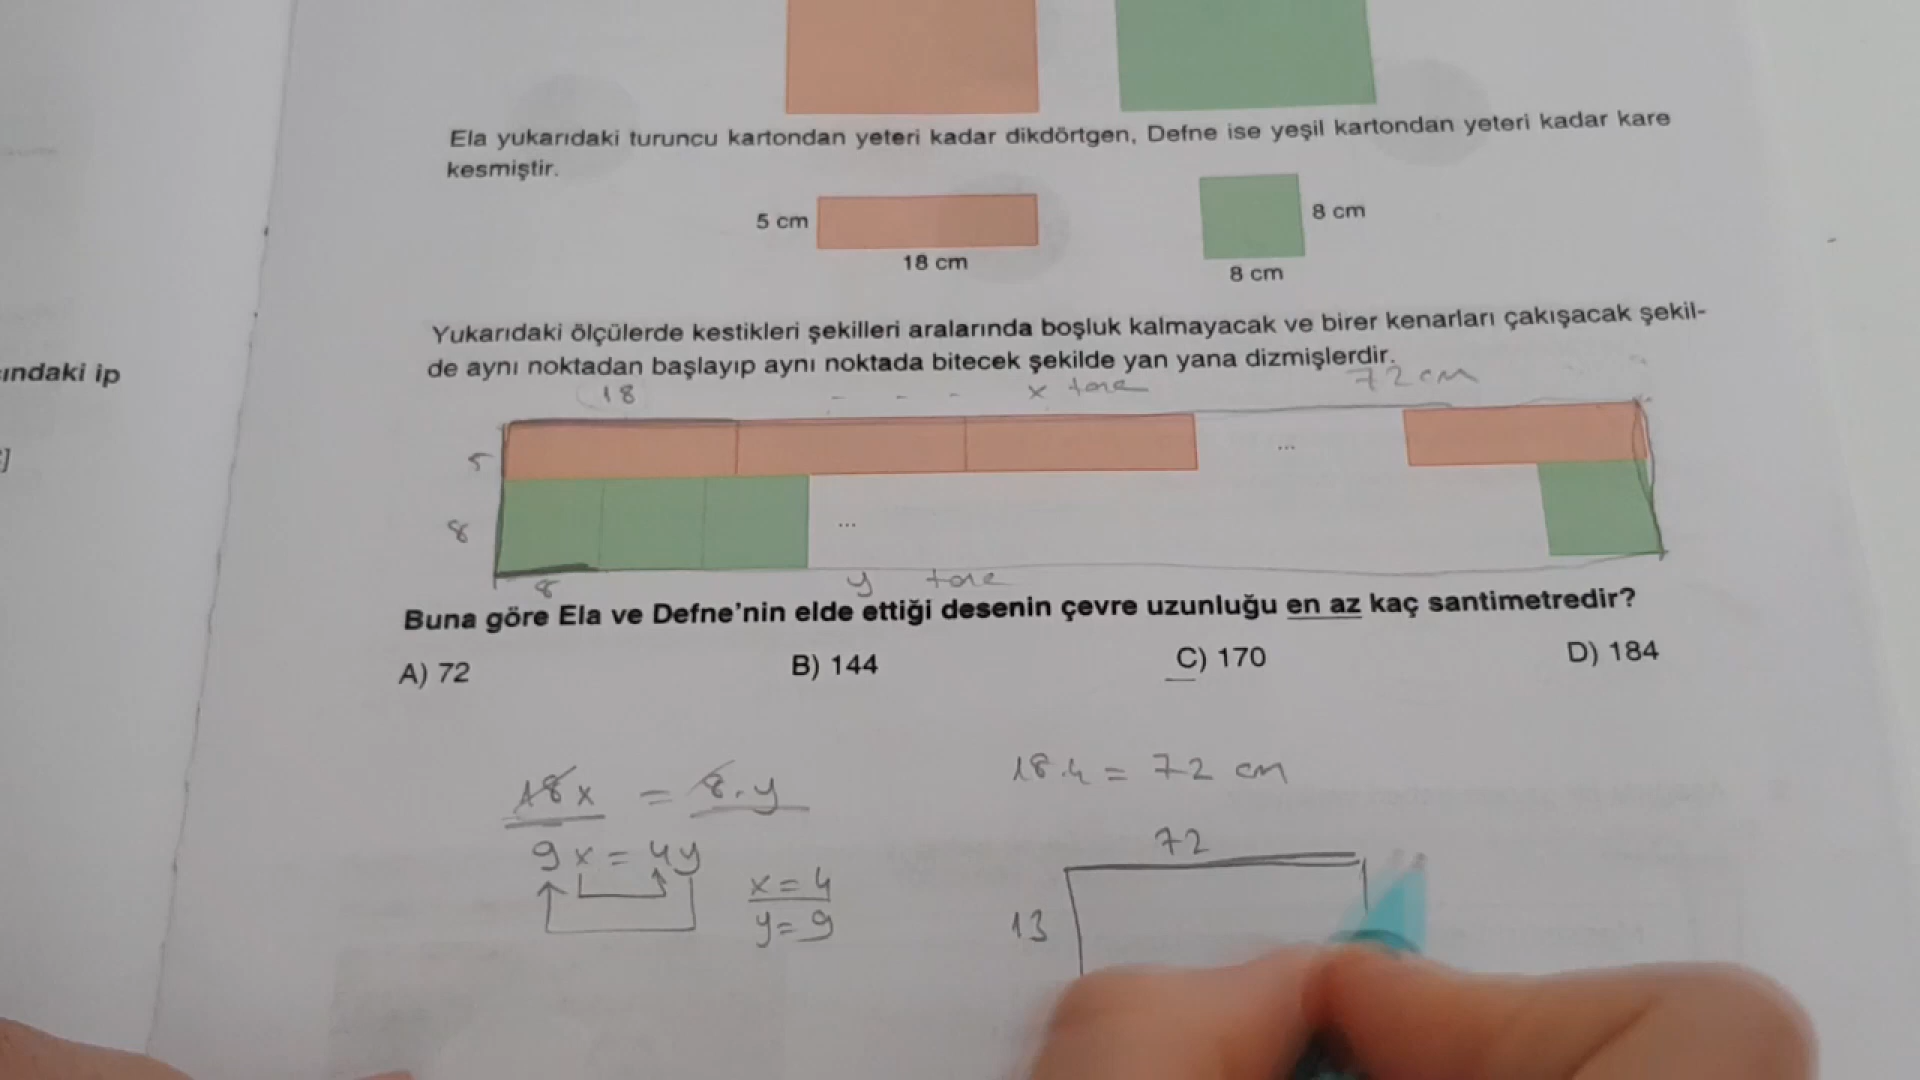 Ela yukarıdaki turuncu kartondan yeteri kadar dikdörtgen, Defne ise yeşil kartondan yeteri kadar kare
kesmiştir.
5 cm
18 cm
8 cm
8 cm
Yukarıdaki ölçülerde kestikleri şekilleri aralarında boşluk kalmayacak ve birer kenarları çakışacak şekil-
de aynı noktadan başlayıp aynı noktada bitecek şekilde yan yana dizmişlerdir.
ındaki ip
18 - - - x tane 72 cm
5
...
8
...
8 y tane
Buna göre Ela ve Defne'nin elde ettiği desenin çevre uzunluğu en az kaç santimetredir?
A) 72 B) 144 C) 170 D) 184
18x = 8.y
9x = 4y
x = 4
y = 9
18.4 = 72 cm
72
13